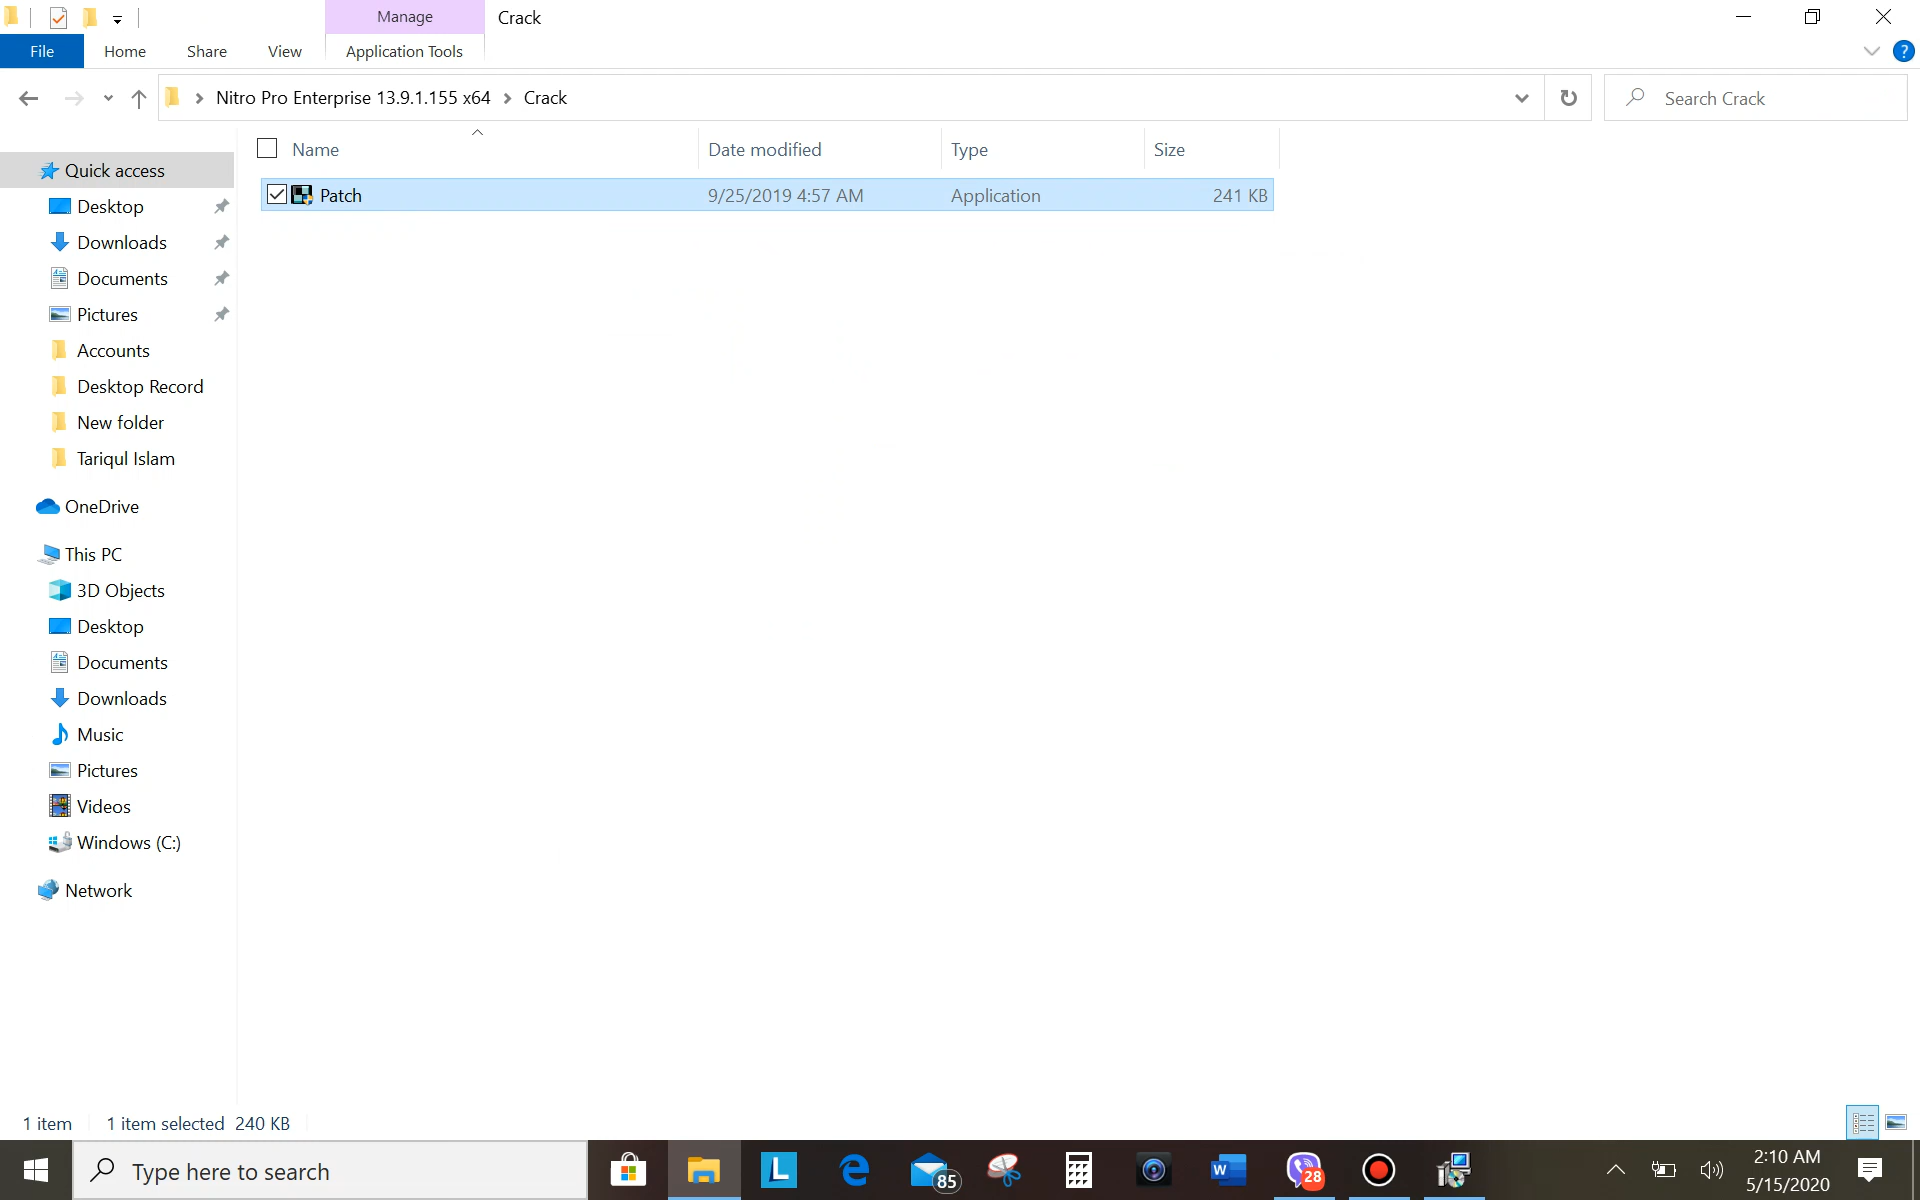 Manage
Crack
File
Home
Share
View
Application Tools
Nitro Pro Enterprise 13.9.1.155 x64
Crack
Search Crack
Name
Date modified
Type
Size
Patch
9/25/2019 4:57 AM
Application
241 KB
Quick access
Desktop
Downloads
Documents
Pictures
Accounts
Desktop Record
New folder
Tariqul Islam
OneDrive
This PC
3D Objects
Desktop
Documents
Downloads
Music
Pictures
Videos
Windows (C:)
Network
1 item
1 item selected 240 KB
Type here to search
L
85
W
28
2:10 AM
5/15/2020